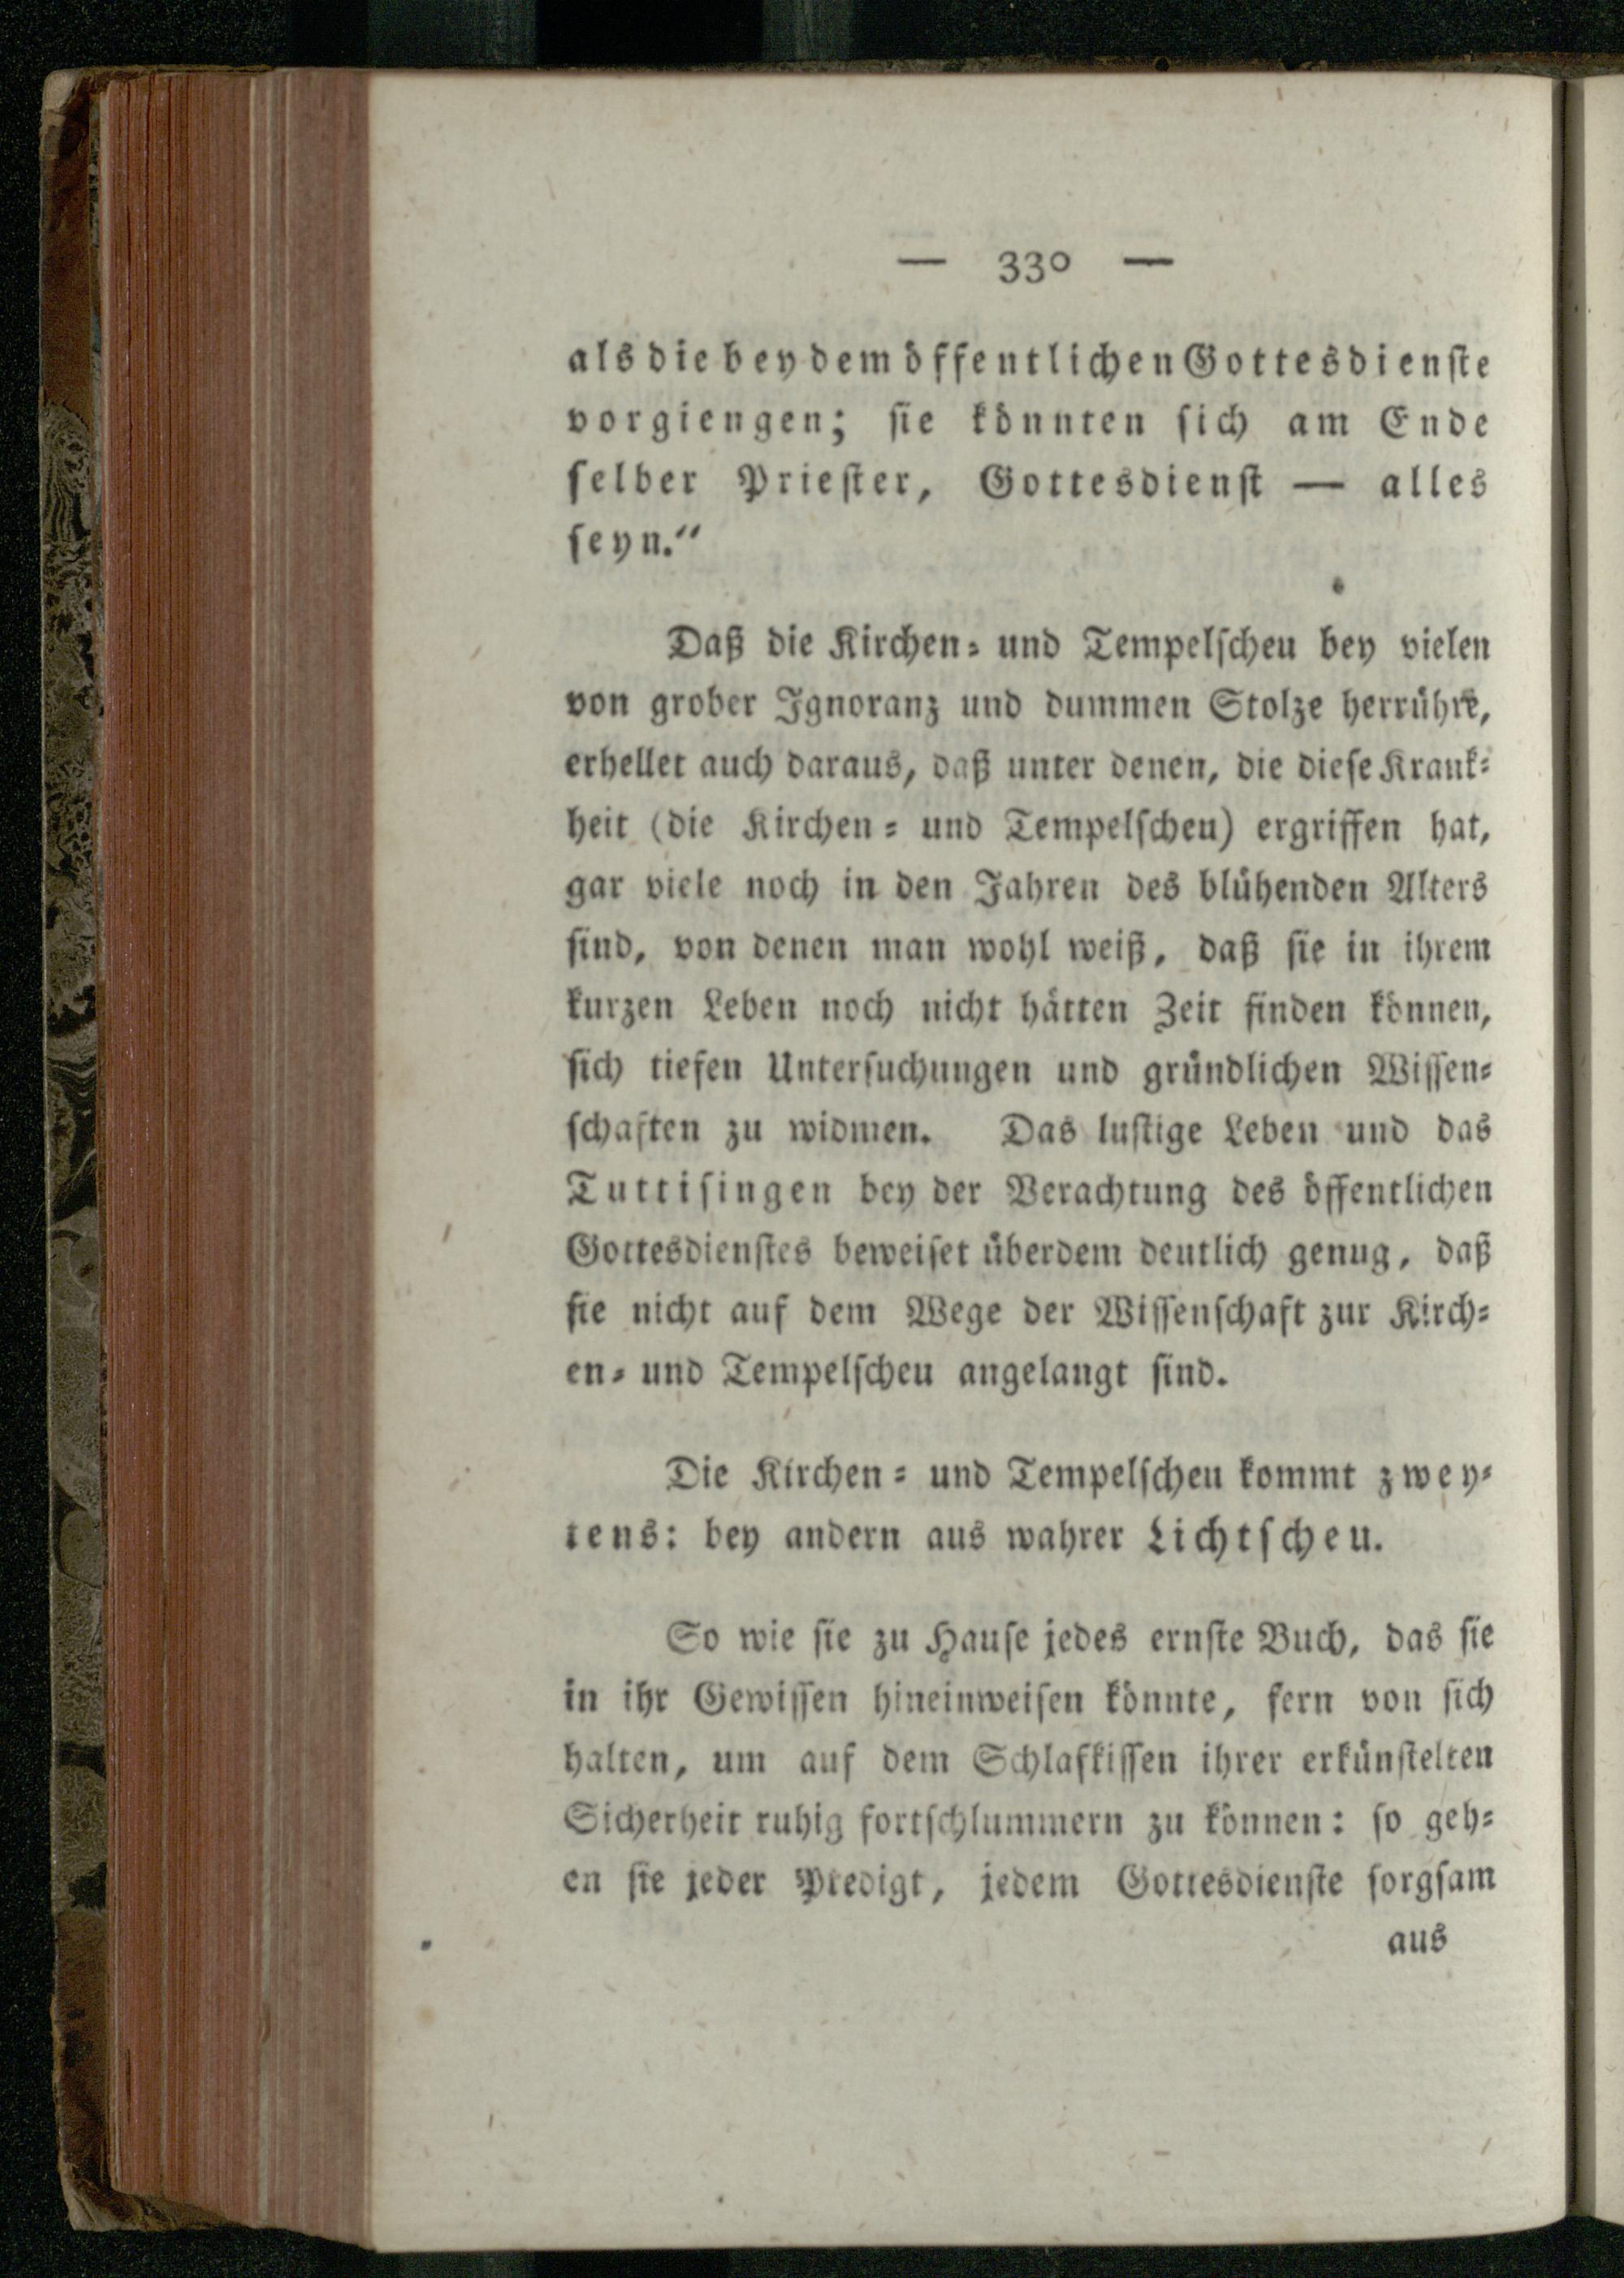 — 330 —
als die bey dem öffentlichen Gottesdienste
vorgiengen; sie könnten sich am Ende
selber Priester, Gottesdienst — alles
seyn.“
Daß die Kirchen- und Tempelscheu bey vielen
von grober Ignoranz und dummen Stolze herrührt,
erhellet auch daraus, daß unter denen, die diese Krank-
heit (die Kirchen- und Tempelscheu) ergriffen hat,
gar viele noch in den Jahren des blühenden Alters
sind, von denen man wohl weiß, daß sie in ihrem
kurzen Leben noch nicht hätten Zeit finden können,
sich tiefen Untersuchungen und gründlichen Wissen-
schaften zu widmen. Das lustige Leben und das
Tuttisingen bey der Verachtung des öffentlichen
Gottesdienstes beweiset überdem deutlich genug, daß
sie nicht auf dem Wege der Wissenschaft zur Kirch-
en- und Tempelscheu angelangt sind.
Die Kirchen- und Tempelscheu kommt zwey-
tens: bey andern aus wahrer Lichtscheu.
So wie sie zu Hause jedes ernste Buch, das sie
in ihr Gewissen hineinweisen könnte, fern von sich
halten, um auf dem Schlafkissen ihrer erkünstelten
Sicherheit ruhig fortschlummern zu können: so geh-
en sie jeder Predigt, jedem Gottesdienste sorgsam
aus